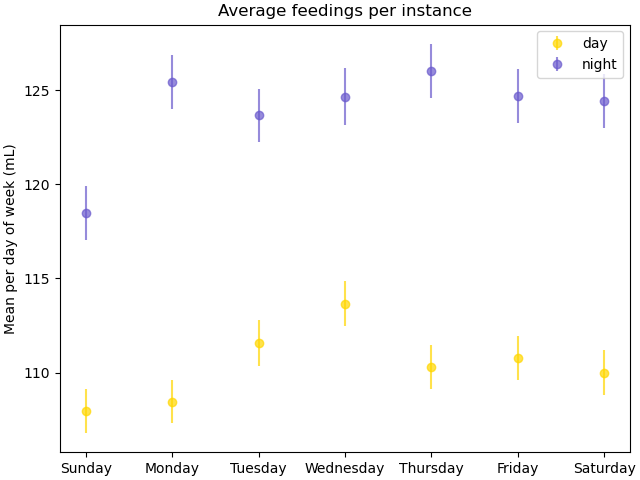 Average feedings per instance
day
night
Mean per day of week (mL)
125
120
115
110
Sunday Monday Tuesday Wednesday Thursday Friday Saturday